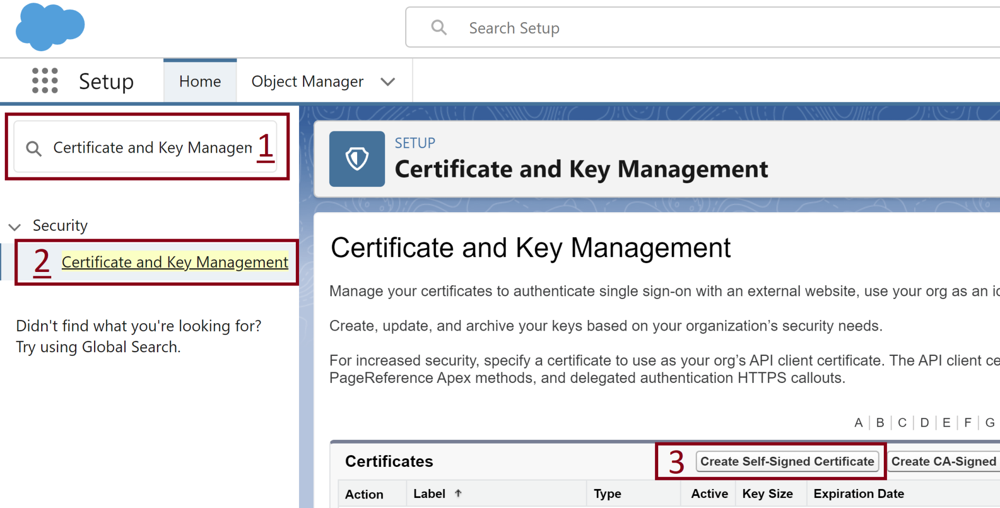 Search Setup
Setup
Home
Object Manager
Certificate and Key Managem
1
Security
2 Certificate and Key Management
Didn't find what you're looking for?
Try using Global Search.
SETUP
Certificate and Key Management
Certificate and Key Management
Manage your certificates to authenticate single sign-on with an external website, use your org as an
Create, update, and archive your keys based on your organization’s security needs.
For increased security, specify a certificate to use as your org’s API client certificate. The API client ce
PageReference Apex methods, and delegated authentication HTTPS callouts.
A | B | C | D | E | F | G
Certificates
3 Create Self-Signed Certificate
Create CA-Signed
Action Label ↑ Type Active Key Size Expiration Date